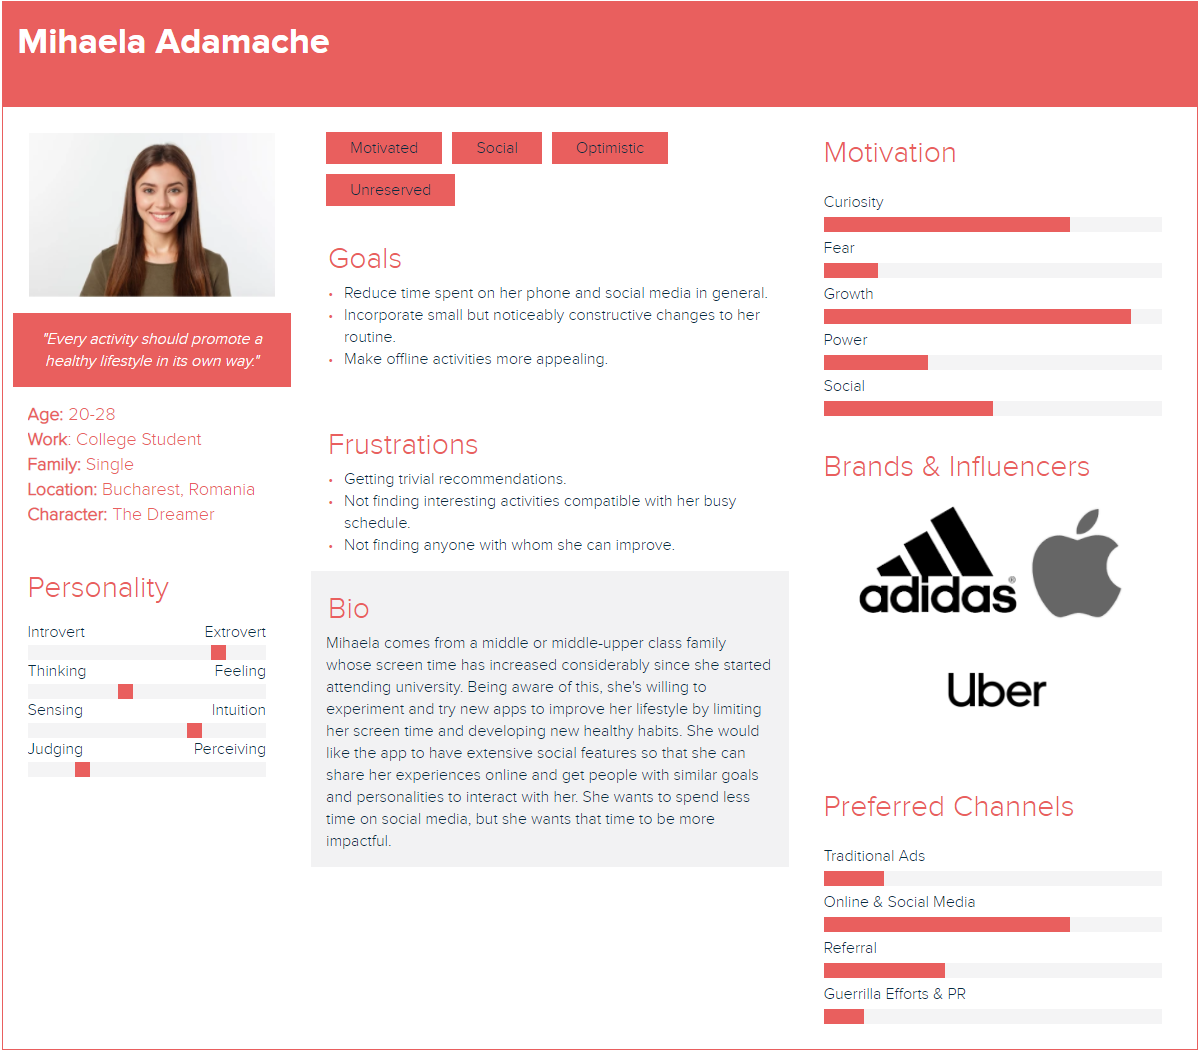 Mihaela Adamache
"Every activity should promote a
healthy lifestyle in its own way."
Age: 20-28
Work: College Student
Family: Single
Location: Bucharest, Romania
Character: The Dreamer
Personality
Introvert Extrovert
Thinking Feeling
Sensing Intuition
Judging Perceiving
Motivated Social Optimistic
Unreserved
Goals
• Reduce time spent on her phone and social media in general.
• Incorporate small but noticeably constructive changes to her
routine.
• Make offline activities more appealing.
Frustrations
• Getting trivial recommendations.
• Not finding interesting activities compatible with her busy
schedule.
• Not finding anyone with whom she can improve.
Bio
Mihaela comes from a middle or middle-upper class family
whose screen time has increased considerably since she started
attending university. Being aware of this, she's willing to
experiment and try new apps to improve her lifestyle by limiting
her screen time and developing new healthy habits. She would
like the app to have extensive social features so that she can
share her experiences online and get people with similar goals
and personalities to interact with her. She wants to spend less
time on social media, but she wants that time to be more
impactful.
Motivation
Curiosity
Fear
Growth
Power
Social
Brands & Influencers
adidas®
Uber
Preferred Channels
Traditional Ads
Online & Social Media
Referral
Guerrilla Efforts & PR